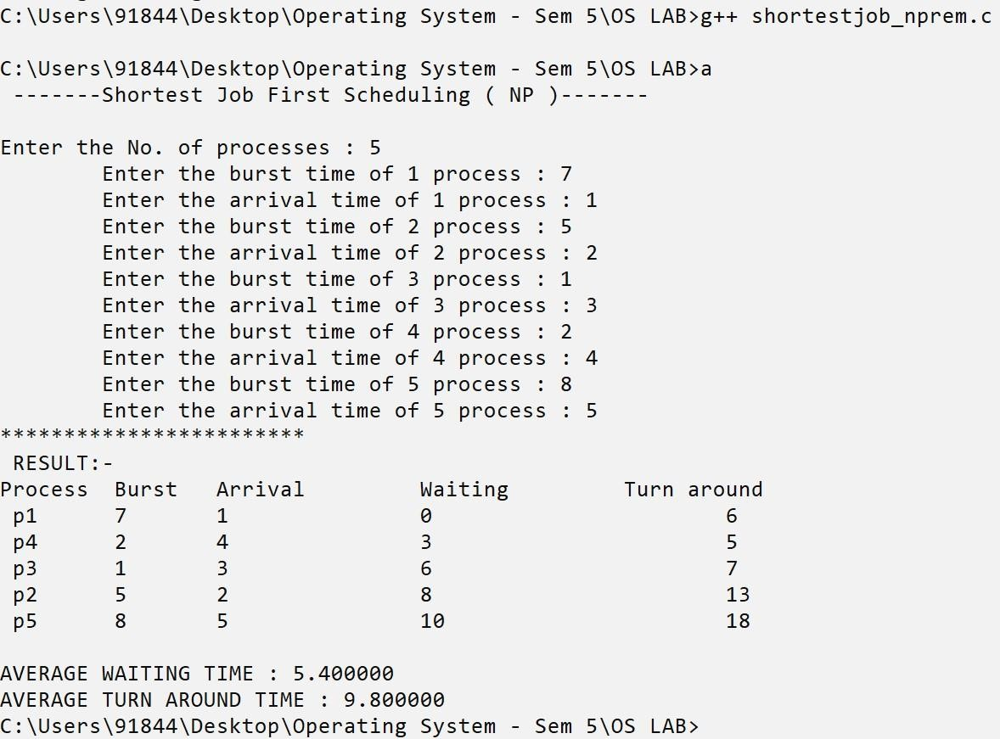 C:\Users\91844\Desktop\Operating System - Sem 5\OS LAB>g++ shortestjob_nprem.c
C:\Users\91844\Desktop\Operating System - Sem 5\OS LAB>a
-------Shortest Job First Scheduling ( NP )-------
Enter the No. of processes : 5
Enter the burst time of 1 process : 7
Enter the arrival time of 1 process : 1
Enter the burst time of 2 process : 5
Enter the arrival time of 2 process : 2
Enter the burst time of 3 process : 1
Enter the arrival time of 3 process : 3
Enter the burst time of 4 process : 2
Enter the arrival time of 4 process : 4
Enter the burst time of 5 process : 8
Enter the arrival time of 5 process : 5
************************
RESULT:-
Process Burst Arrival Waiting Turn around
p1 7 1 0 6
p4 2 4 3 5
p3 1 3 6 7
p2 5 2 8 13
p5 8 5 10 18
AVERAGE WAITING TIME : 5.400000
AVERAGE TURN AROUND TIME : 9.800000
C:\Users\91844\Desktop\Operating System - Sem 5\OS LAB>